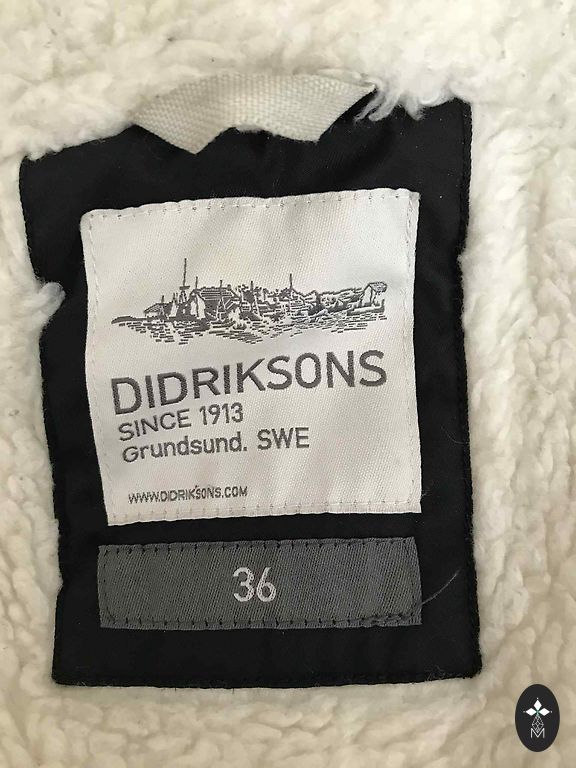 DIDRIKSONS
SINCE 1913
Grundsund. SWE
WWW.DIDRIKSONS.COM
36
M